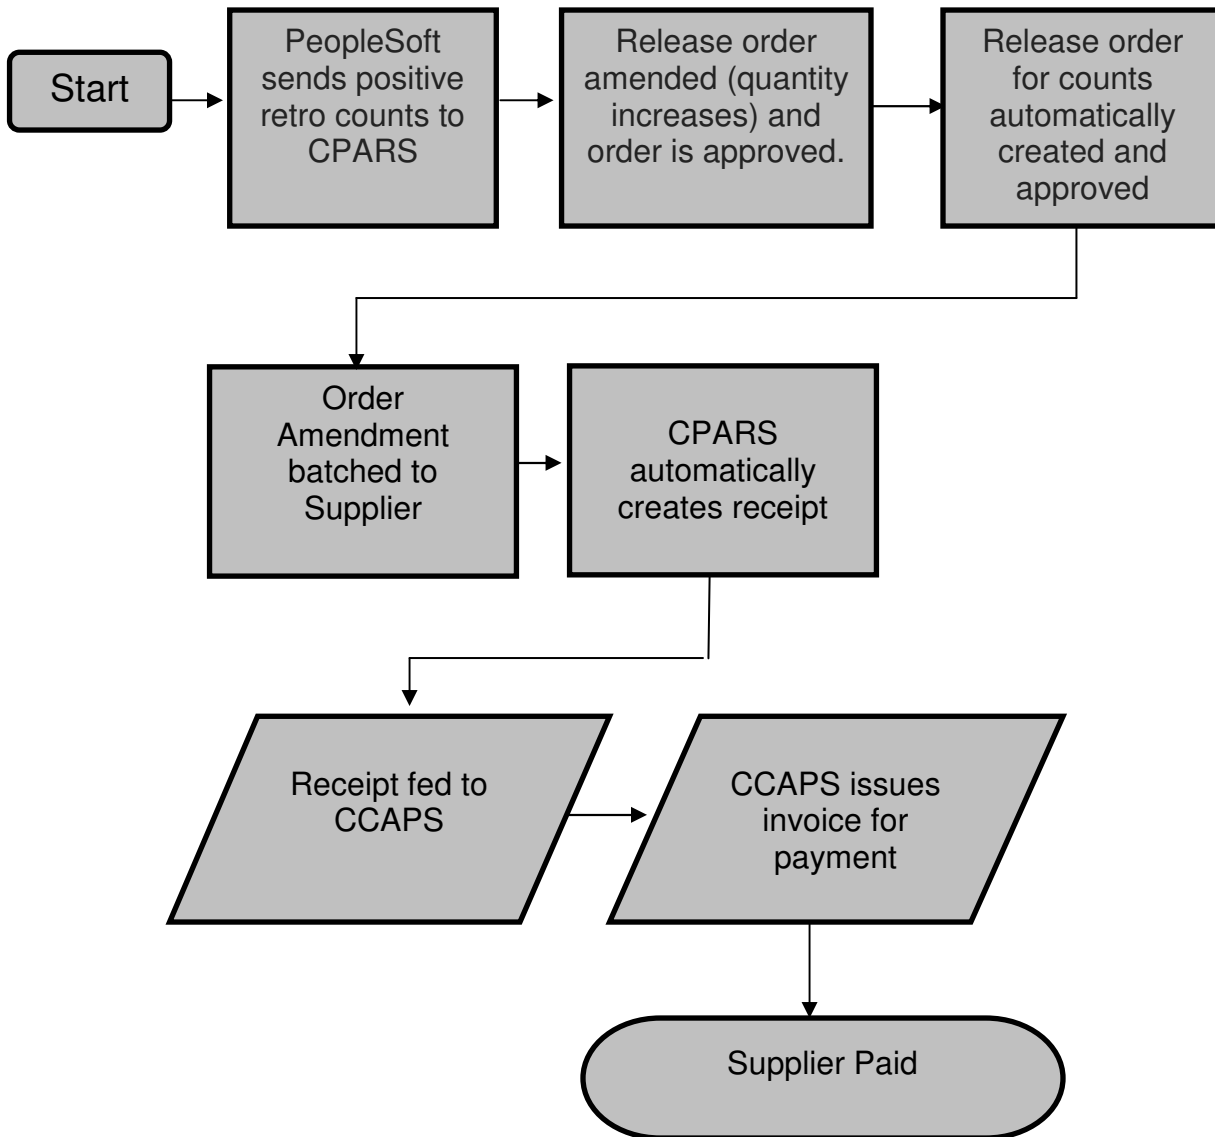 Start
PeopleSoft
sends positive
retro counts to
CPARS
Release order
amended (quantity
increases) and
order is approved.
Release order
for counts
automatically
created and
approved
Order
Amendment
batched to
Supplier
CPARS
automatically
creates receipt
Receipt fed to
CCAPS
CCAPS issues
invoice for
payment
Supplier Paid